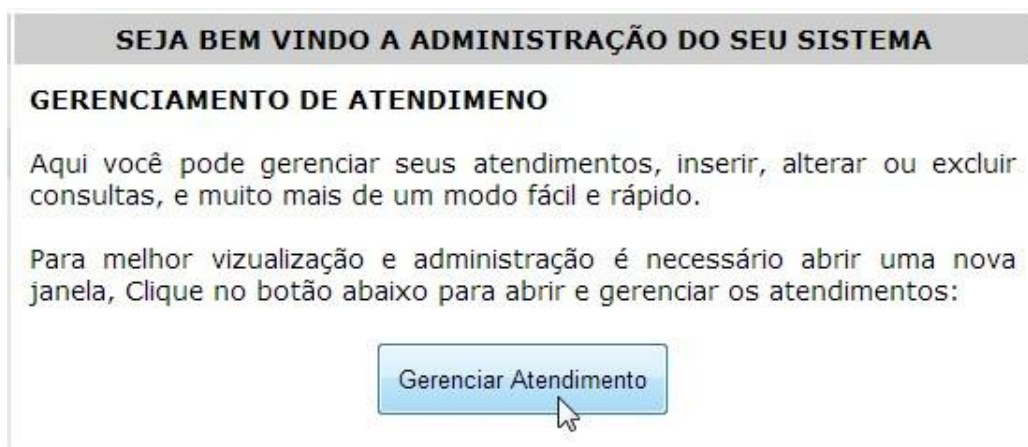 SEJA BEM VINDO A ADMINISTRAÇÃO DO SEU SISTEMA
GERENCIAMENTO DE ATENDIMENO
Aqui você pode gerenciar seus atendimentos, inserir, alterar ou excluir
consultas, e muito mais de um modo fácil e rápido.
Para melhor vizualização e administração é necessário abrir uma nova
janela, Clique no botão abaixo para abrir e gerenciar os atendimentos:
Gerenciar Atendimento